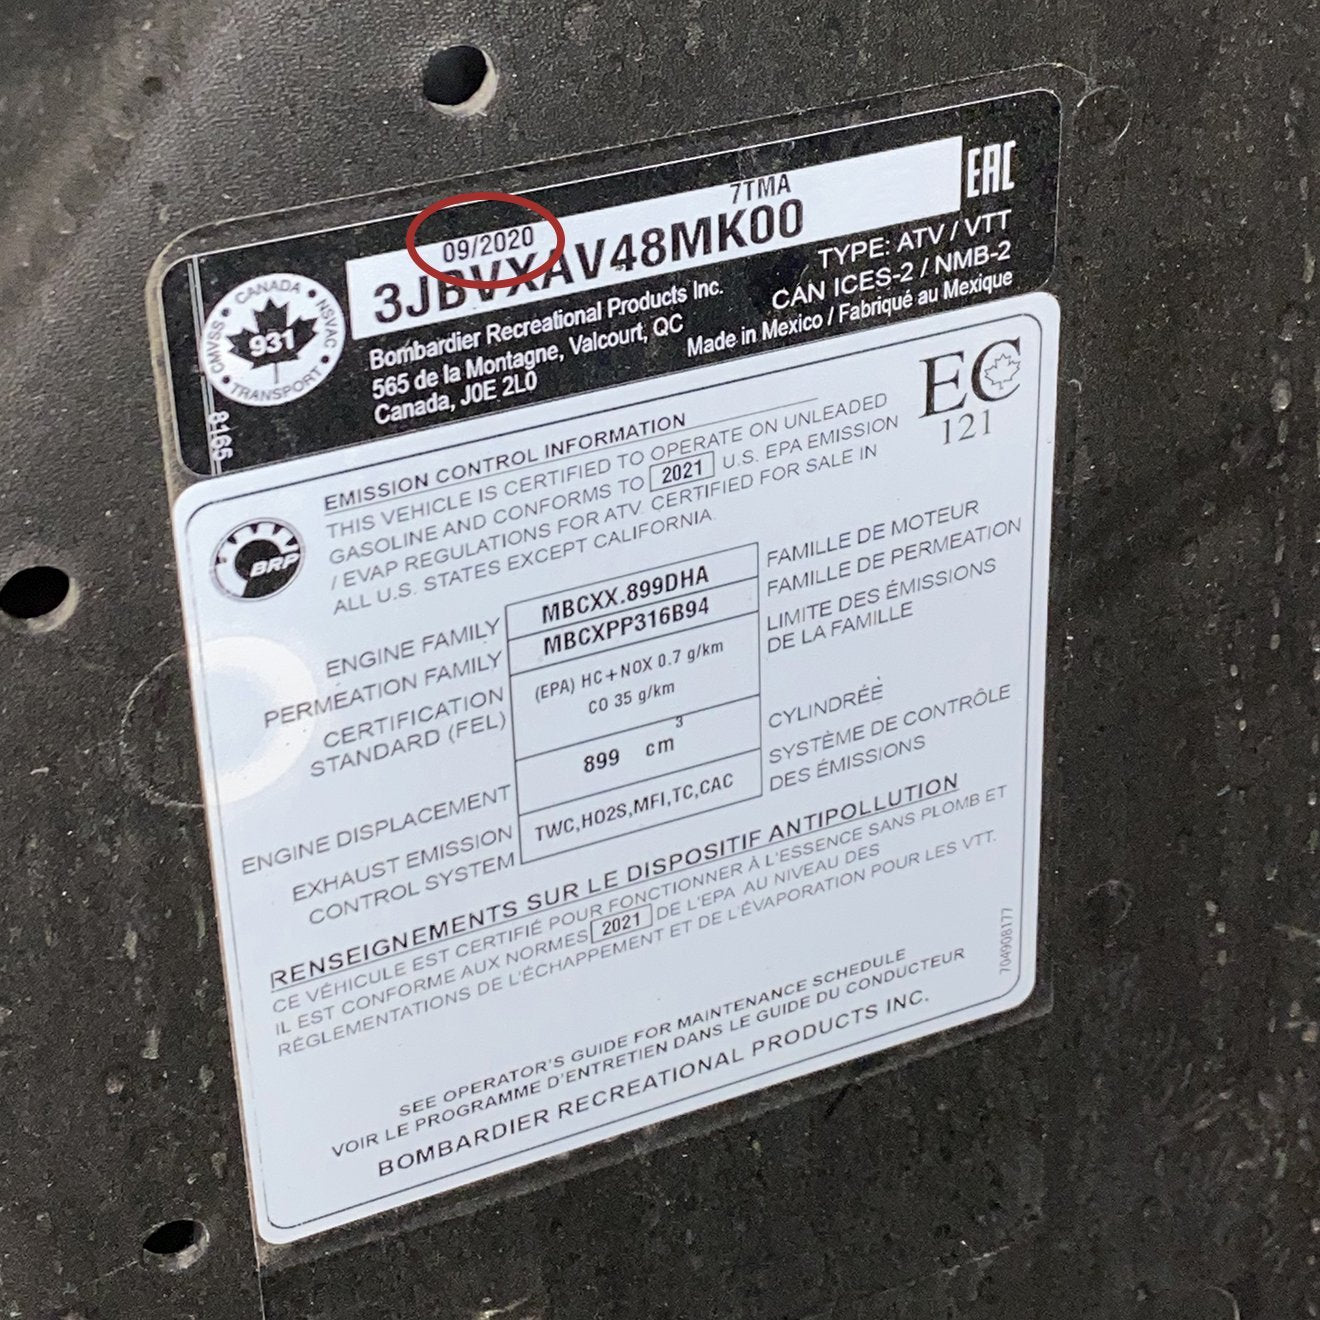 7TMA
09/2020
3JBVXAV48MK00
EAC
CANADA
NSVAC
TRANSPORT
CMVSS
931
8165
Bombardier Recreational Products Inc.
565 de la Montagne, Valcourt, QC
Canada, J0E 2L0
TYPE: ATV / VTT
CAN ICES-2 / NMB-2
Made in Mexico / Fabriqué au Mexique
EC
121
BRP
EMISSION CONTROL INFORMATION
THIS VEHICLE IS CERTIFIED TO OPERATE ON UNLEADED
GASOLINE AND CONFORMS TO 2021 U.S. EPA EMISSION
/ EVAP REGULATIONS FOR ATV. CERTIFIED FOR SALE IN
ALL U.S. STATES EXCEPT CALIFORNIA.
ENGINE FAMILY MBCXX.899DHA FAMILLE DE MOTEUR
PERMEATION FAMILY MBCXPP316B94 FAMILLE DE PERMEATION
CERTIFICATION (EPA) HC+NOX 0.7 g/km LIMITE DES ÉMISSIONS
STANDARD (FEL) CO 35 g/km DE LA FAMILLE
ENGINE DISPLACEMENT 899 cm³ CYLINDRÉE
EXHAUST EMISSION TWC,HO2S,MFI,TC,CAC SYSTÈME DE CONTRÔLE
CONTROL SYSTEM DES ÉMISSIONS
RENSEIGNEMENTS SUR LE DISPOSITIF ANTIPOLLUTION
CE VÉHICULE EST CERTIFIÉ POUR FONCTIONNER À L'ESSENCE SANS PLOMB ET
IL EST CONFORME AUX NORMES 2021 DE L'EPA AU NIVEAU DES
RÉGLEMENTATIONS DE L'ÉCHAPPEMENT ET DE L'ÉVAPORATION POUR LES VTT.
704908177
SEE OPERATOR'S GUIDE FOR MAINTENANCE SCHEDULE
VOIR LE PROGRAMME D'ENTRETIEN DANS LE GUIDE DU CONDUCTEUR
BOMBARDIER RECREATIONAL PRODUCTS INC.